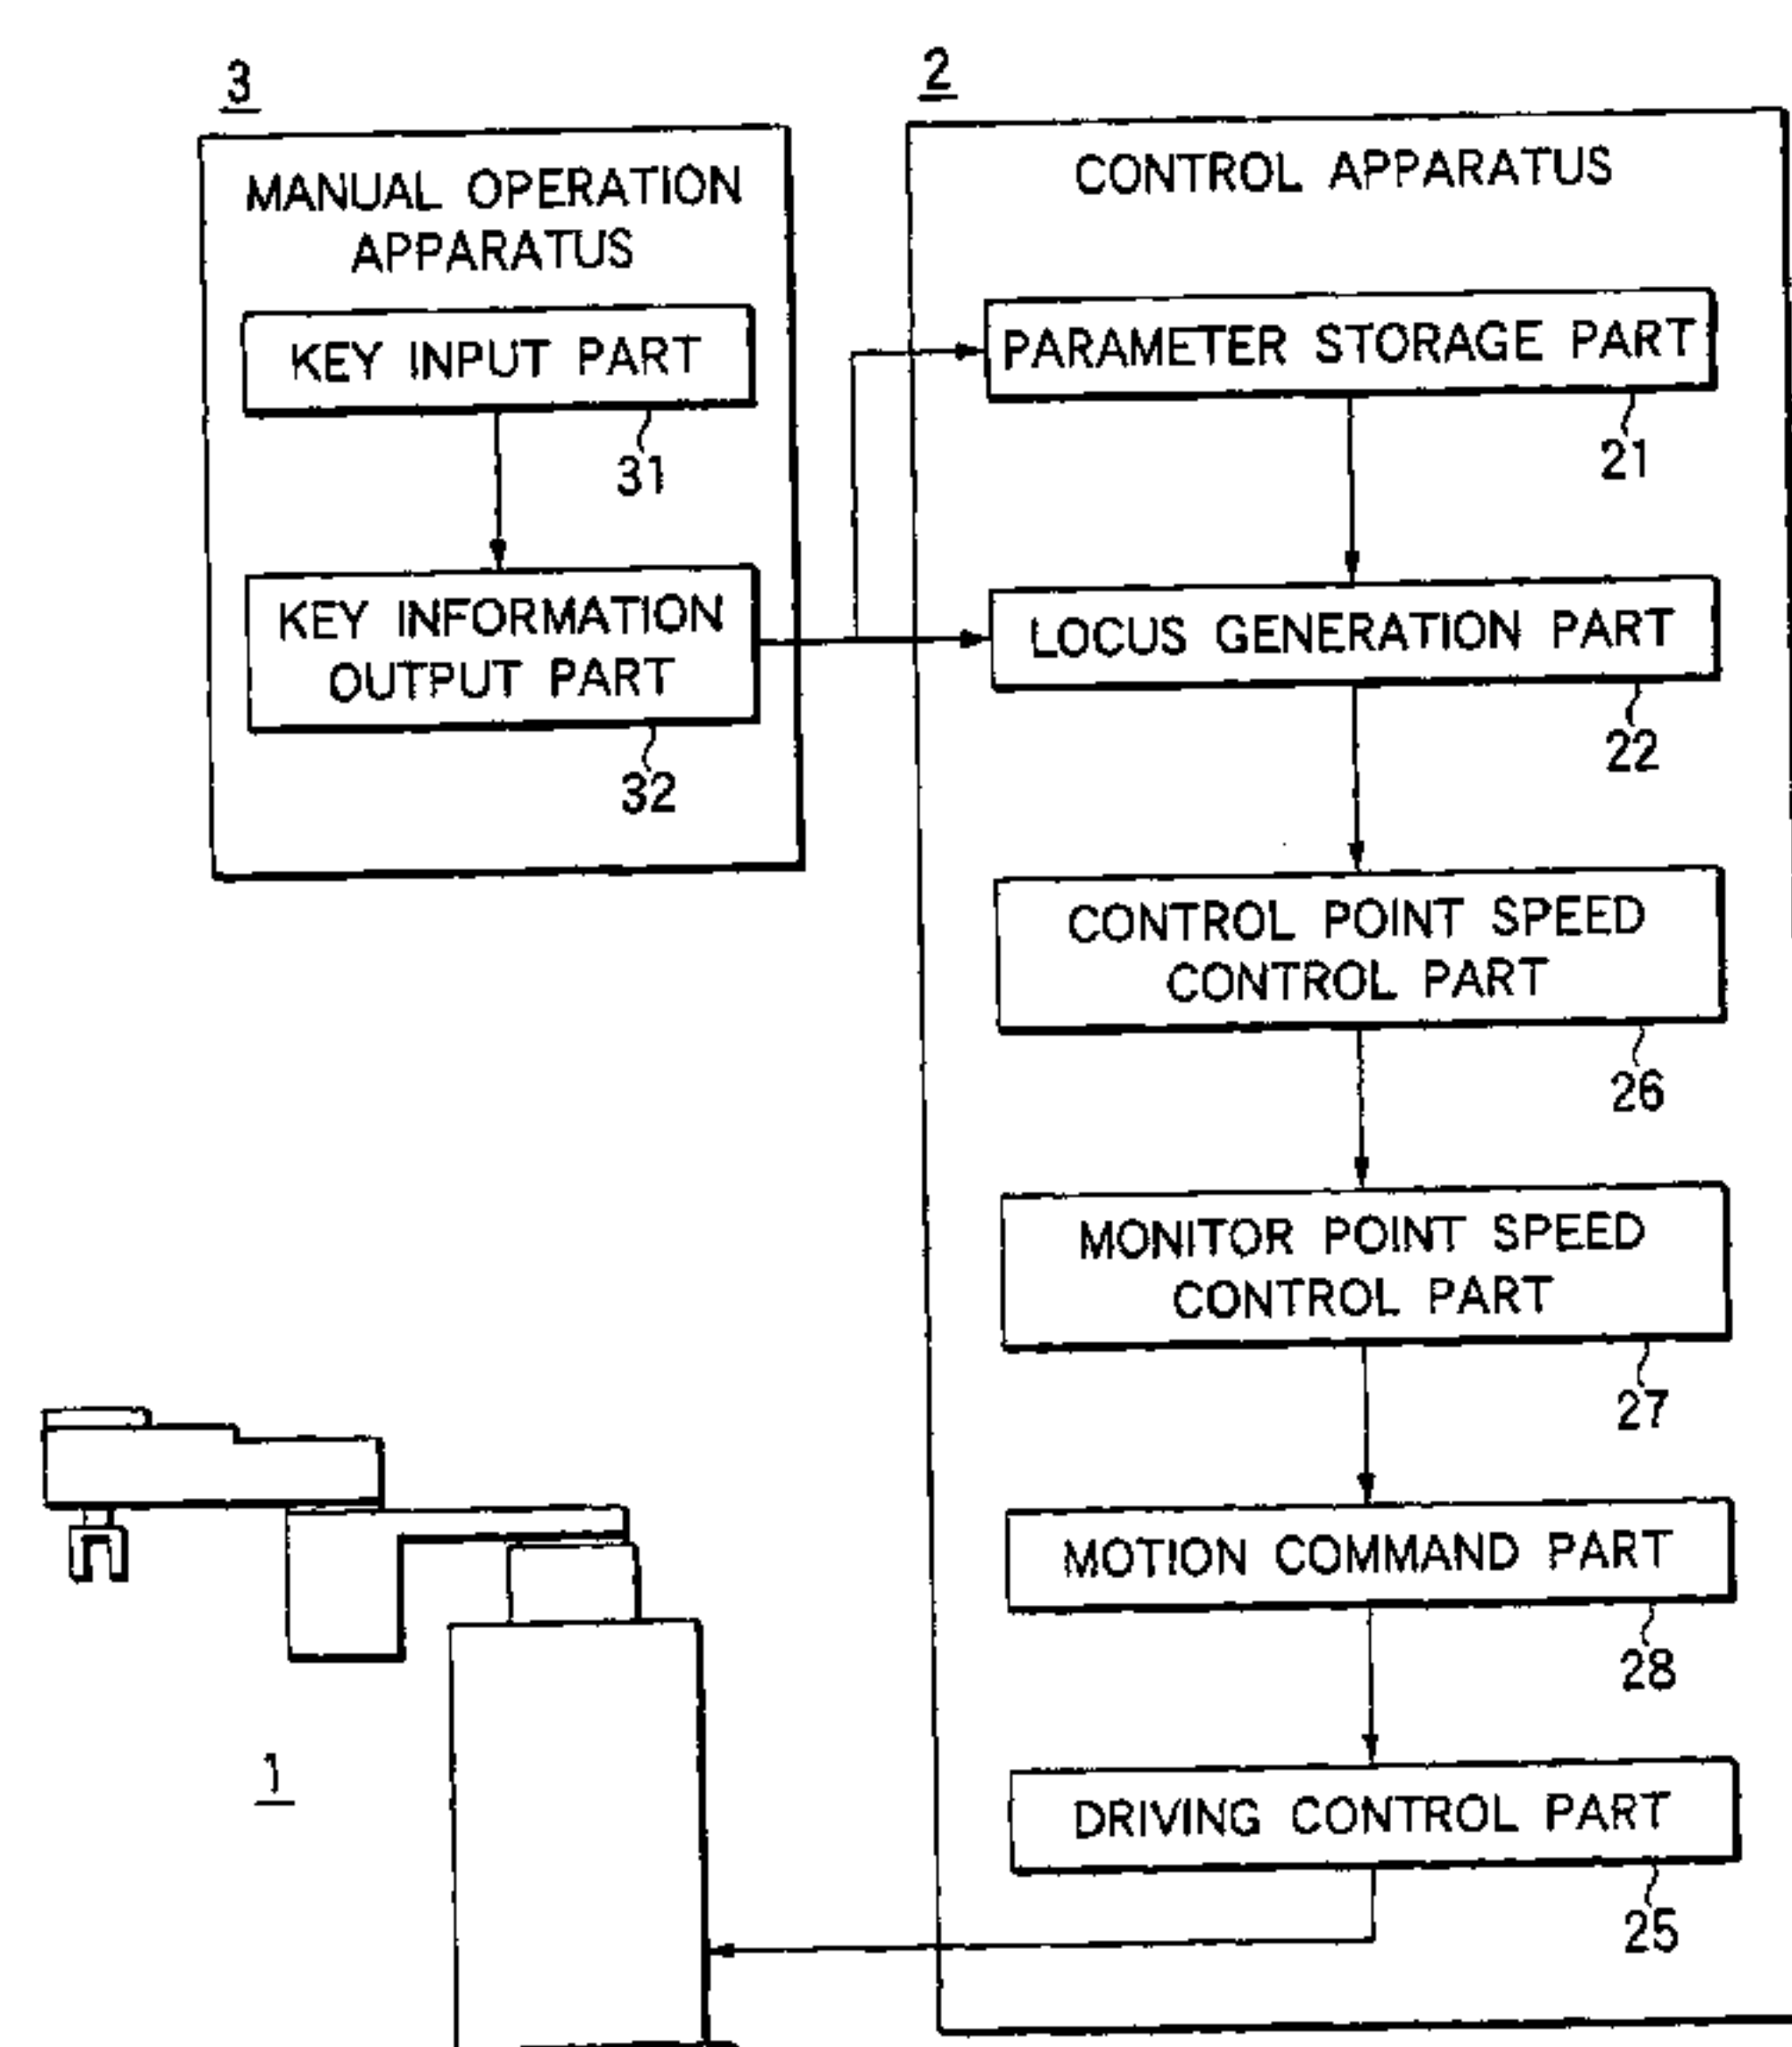 3
MANUAL OPERATION
APPARATUS
KEY INPUT PART
31
KEY INFORMATION
OUTPUT PART
32
2
CONTROL APPARATUS
PARAMETER STORAGE PART
21
LOCUS GENERATION PART
22
CONTROL POINT SPEED
CONTROL PART
26
MONITOR POINT SPEED
CONTROL PART
27
MOTION COMMAND PART
28
DRIVING CONTROL PART
25
1